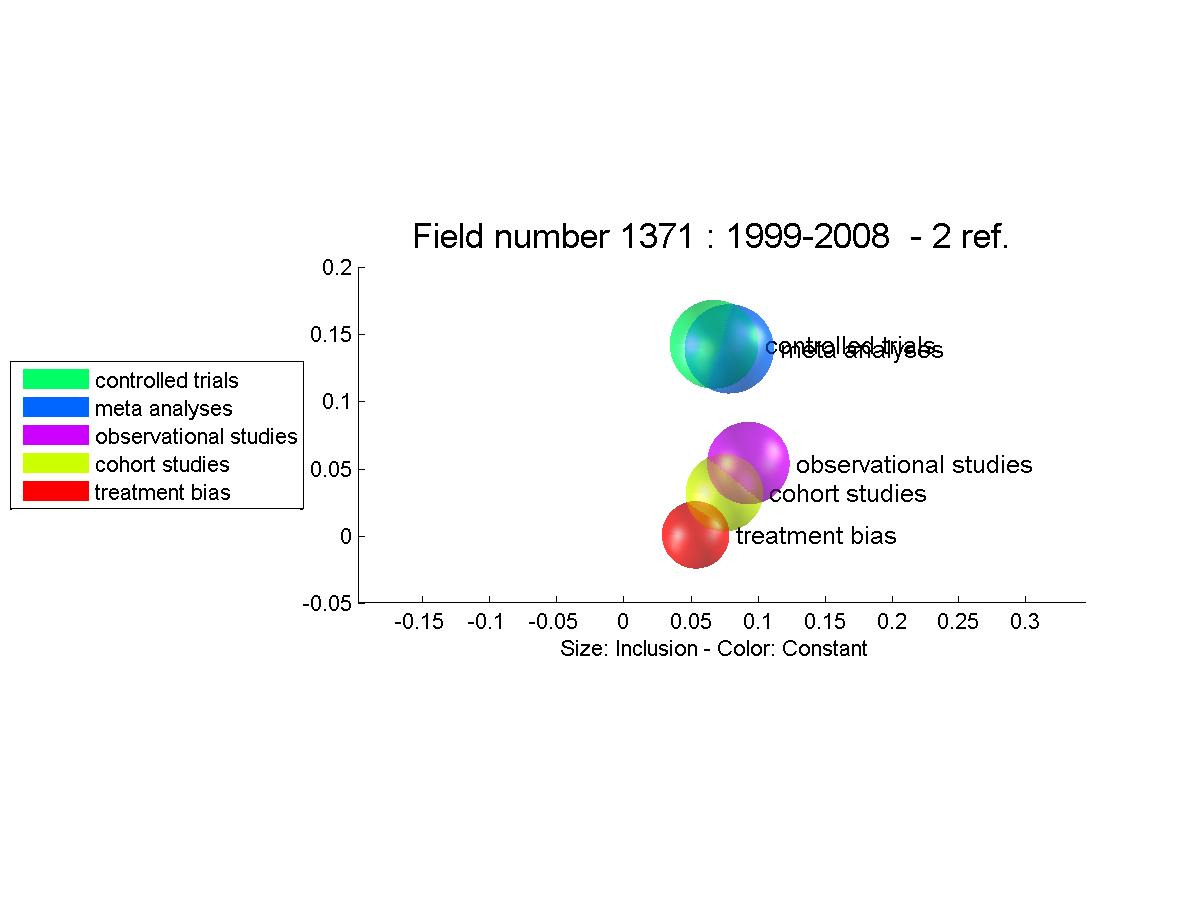 Field number 1371 : 1999-2008 - 2 ref.
0.2
0.15
0.1
0.05
0
-0.05
-0.15 -0.1 -0.05 0 0.05 0.1 0.15 0.2 0.25 0.3
Size: Inclusion - Color: Constant
controlled trials
meta analyses
observational studies
cohort studies
treatment bias
controlled trials
meta analyses
observational studies
cohort studies
treatment bias